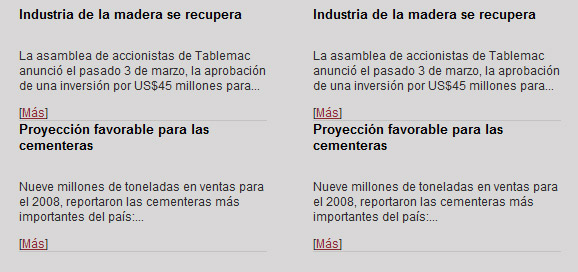 Industria de la madera se recupera
La asamblea de accionistas de Tablemac
anunció el pasado 3 de marzo, la aprobación
de una inversión por US$45 millones para...
[Más]
Proyección favorable para las
cementeras
Nueve millones de toneladas en ventas para
el 2008, reportaron las cementeras más
importantes del país:...
[Más]
Industria de la madera se recupera
La asamblea de accionistas de Tablemac
anunció el pasado 3 de marzo, la aprobación
de una inversión por US$45 millones para...
[Más]
Proyección favorable para las
cementeras
Nueve millones de toneladas en ventas para
el 2008, reportaron las cementeras más
importantes del país:...
[Más]